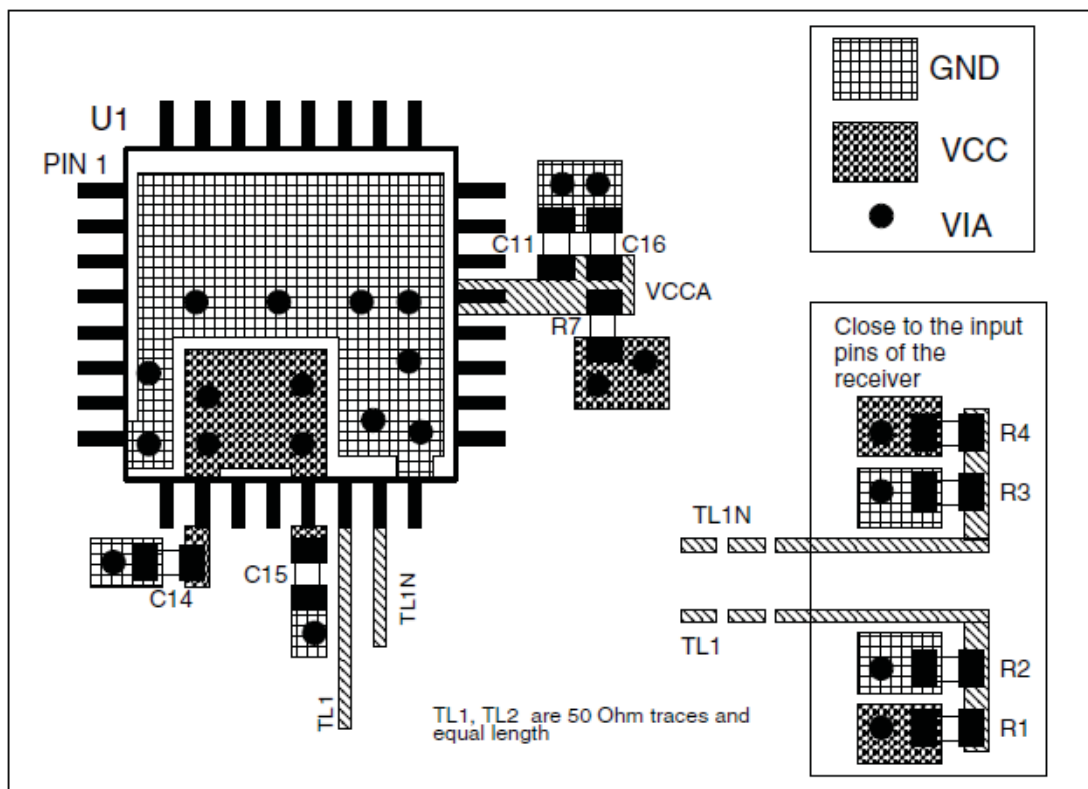 U1
PIN 1
GND
VCC
VIA
C11
C16
VCCA
R7
Close to the input
pins of the
receiver
R4
R3
TL1N
TL1
R2
R1
C14
C15
TL1
TL1N
TL1, TL2 are 50 Ohm traces and
equal length